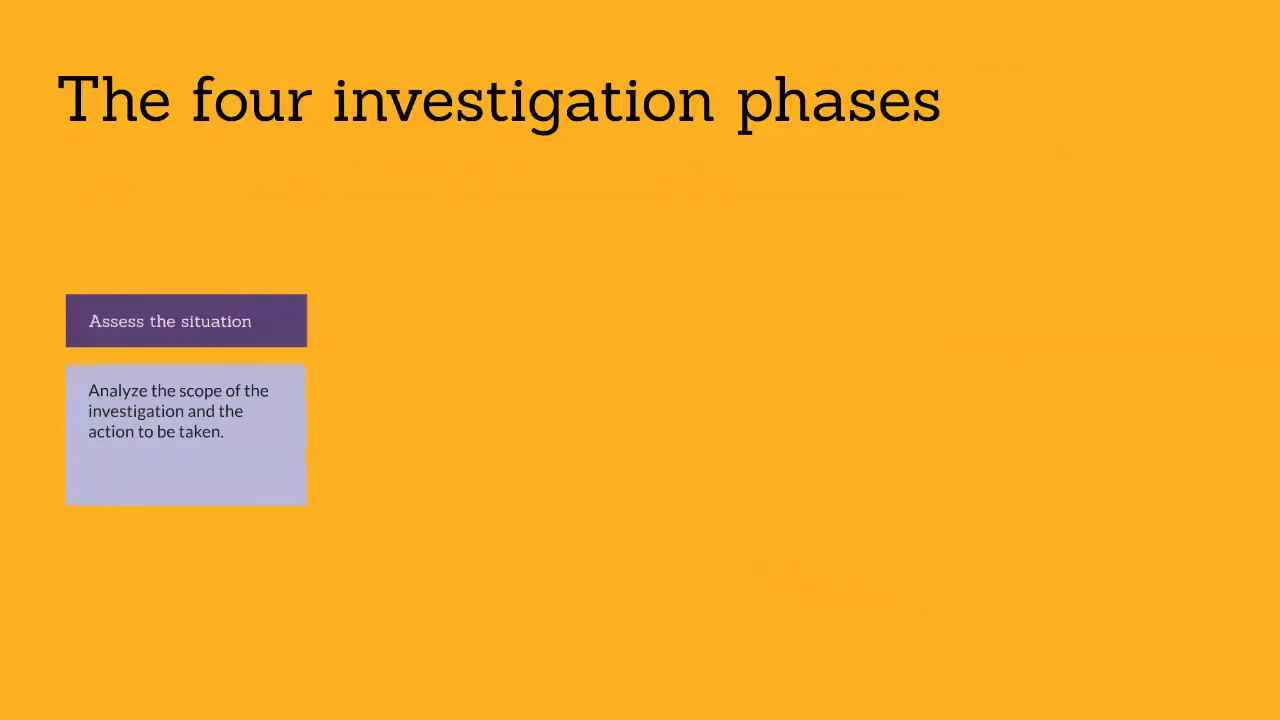 The four investigation phases
Assess the situation
Analyze the scope of the
investigation and the
action to be taken.